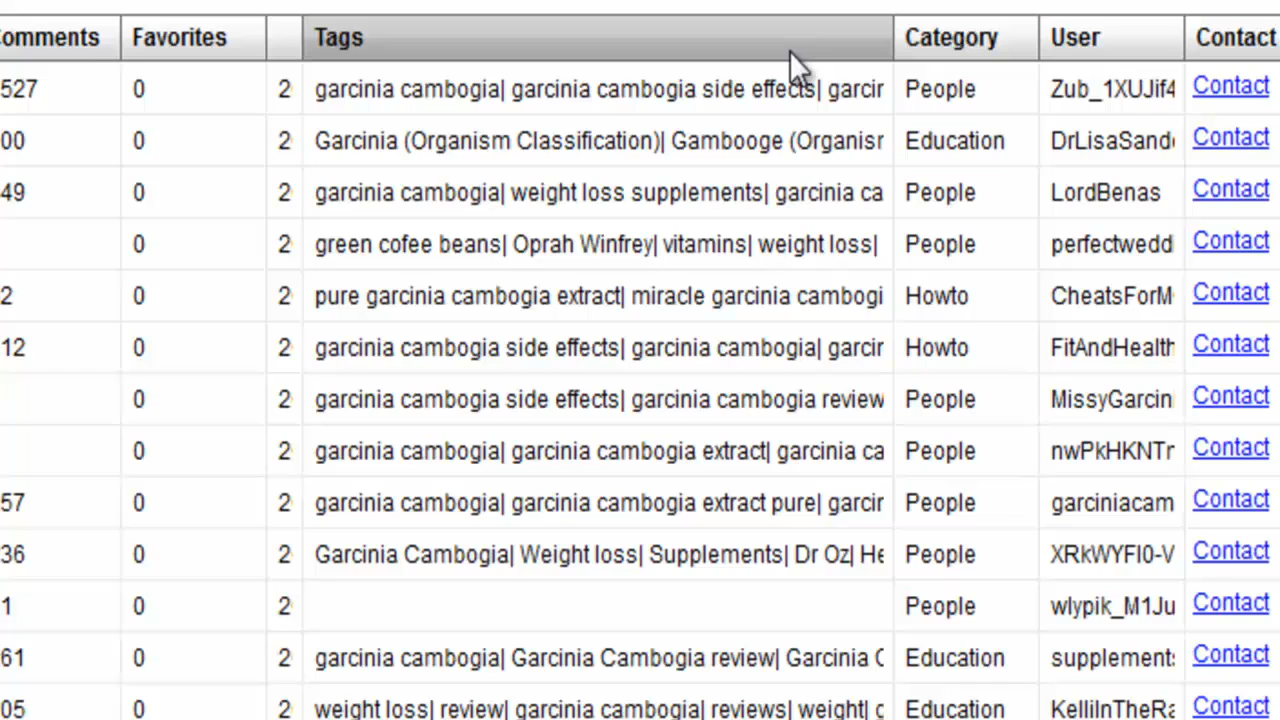 Comments Favorites Tags Category User Contact
527 0 2 garcinia cambogia| garcinia cambogia side effects| garcin People Zub_1XUJif4 Contact
00 0 2 Garcinia (Organism Classification)| Gambooge (Organisn Education DrLisaSand Contact
49 0 2 garcinia cambogia| weight loss supplements| garcinia ca People LordBenas Contact
0 2 green cofee beans| Oprah Winfrey| vitamins| weight loss| People perfectwedd Contact
2 0 2 pure garcinia cambogia extract| miracle garcinia cambogi Howto CheatsForM Contact
12 0 2 garcinia cambogia side effects| garcinia cambogia| garcin Howto FitAndHealth Contact
0 2 garcinia cambogia side effects| garcinia cambogia review People MissyGarcin Contact
0 2 garcinia cambogia| garcinia cambogia extract| garcinia ca People nwPkHKNTr Contact
57 0 2 garcinia cambogia| garcinia cambogia extract pure| garcin People garciniacam Contact
36 0 2 Garcinia Cambogia| Weight loss| Supplements| Dr Oz| He People XRkWYFI0-V Contact
1 0 2 People wlypik_M1Ju Contact
61 0 2 garcinia cambogia| Garcinia Cambogia review| Garcinia C Education supplement Contact
05 0 2 weight loss| review| garcinia cambogia| reviews| weight| g Education KelliInTheRa Contact